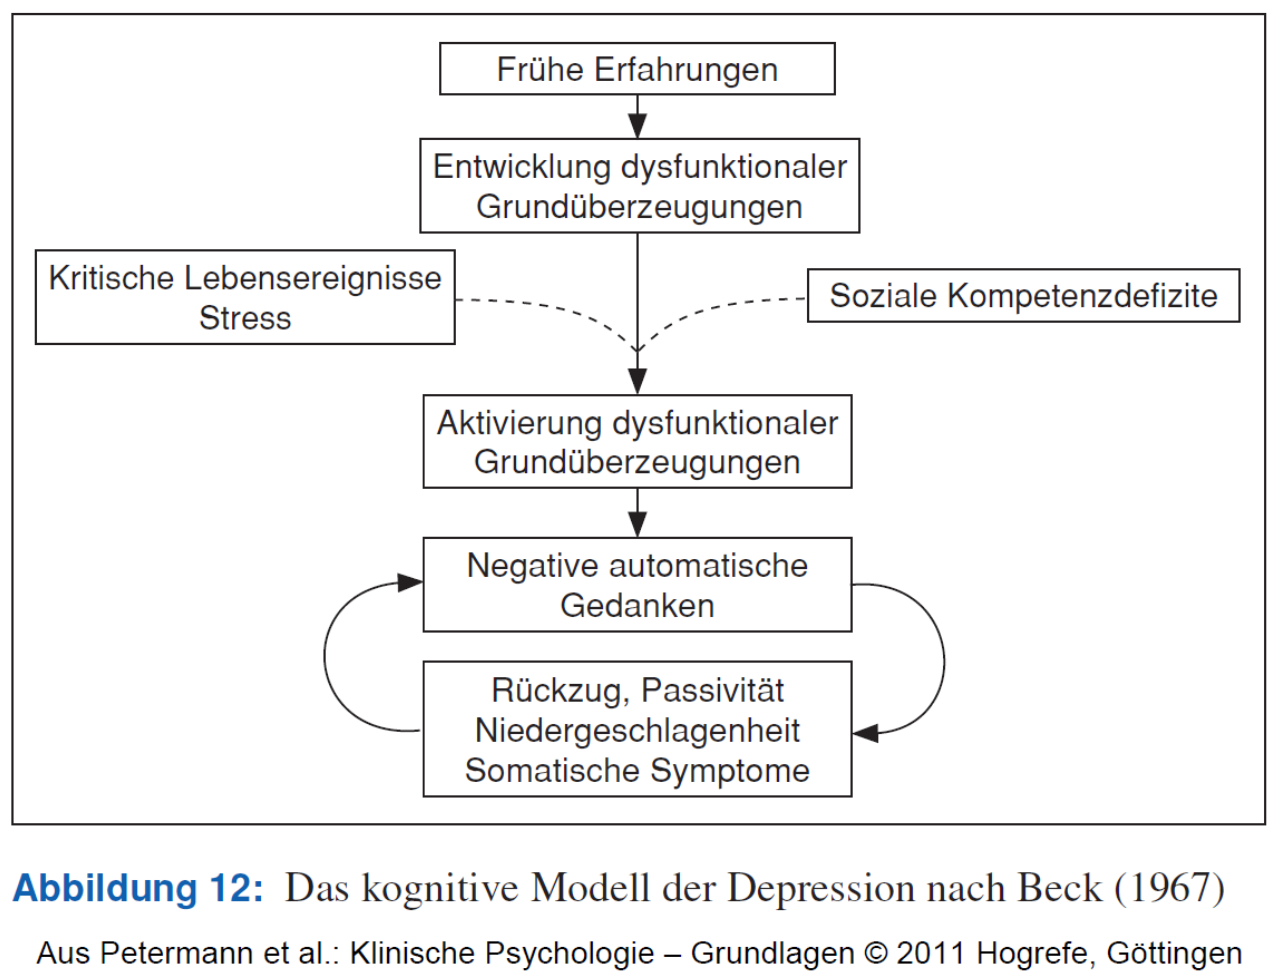 Frühe Erfahrungen
Entwicklung dysfunktionaler
Grundüberzeugungen
Kritische Lebensereignisse
Stress
Soziale Kompetenzdefizite
Aktivierung dysfunktionaler
Grundüberzeugungen
Negative automatische
Gedanken
Rückzug, Passivität
Niedergeschlagenheit
Somatische Symptome
Abbildung 12: Das kognitive Modell der Depression nach Beck (1967)
Aus Petermann et al.: Klinische Psychologie – Grundlagen © 2011 Hogrefe, Göttingen